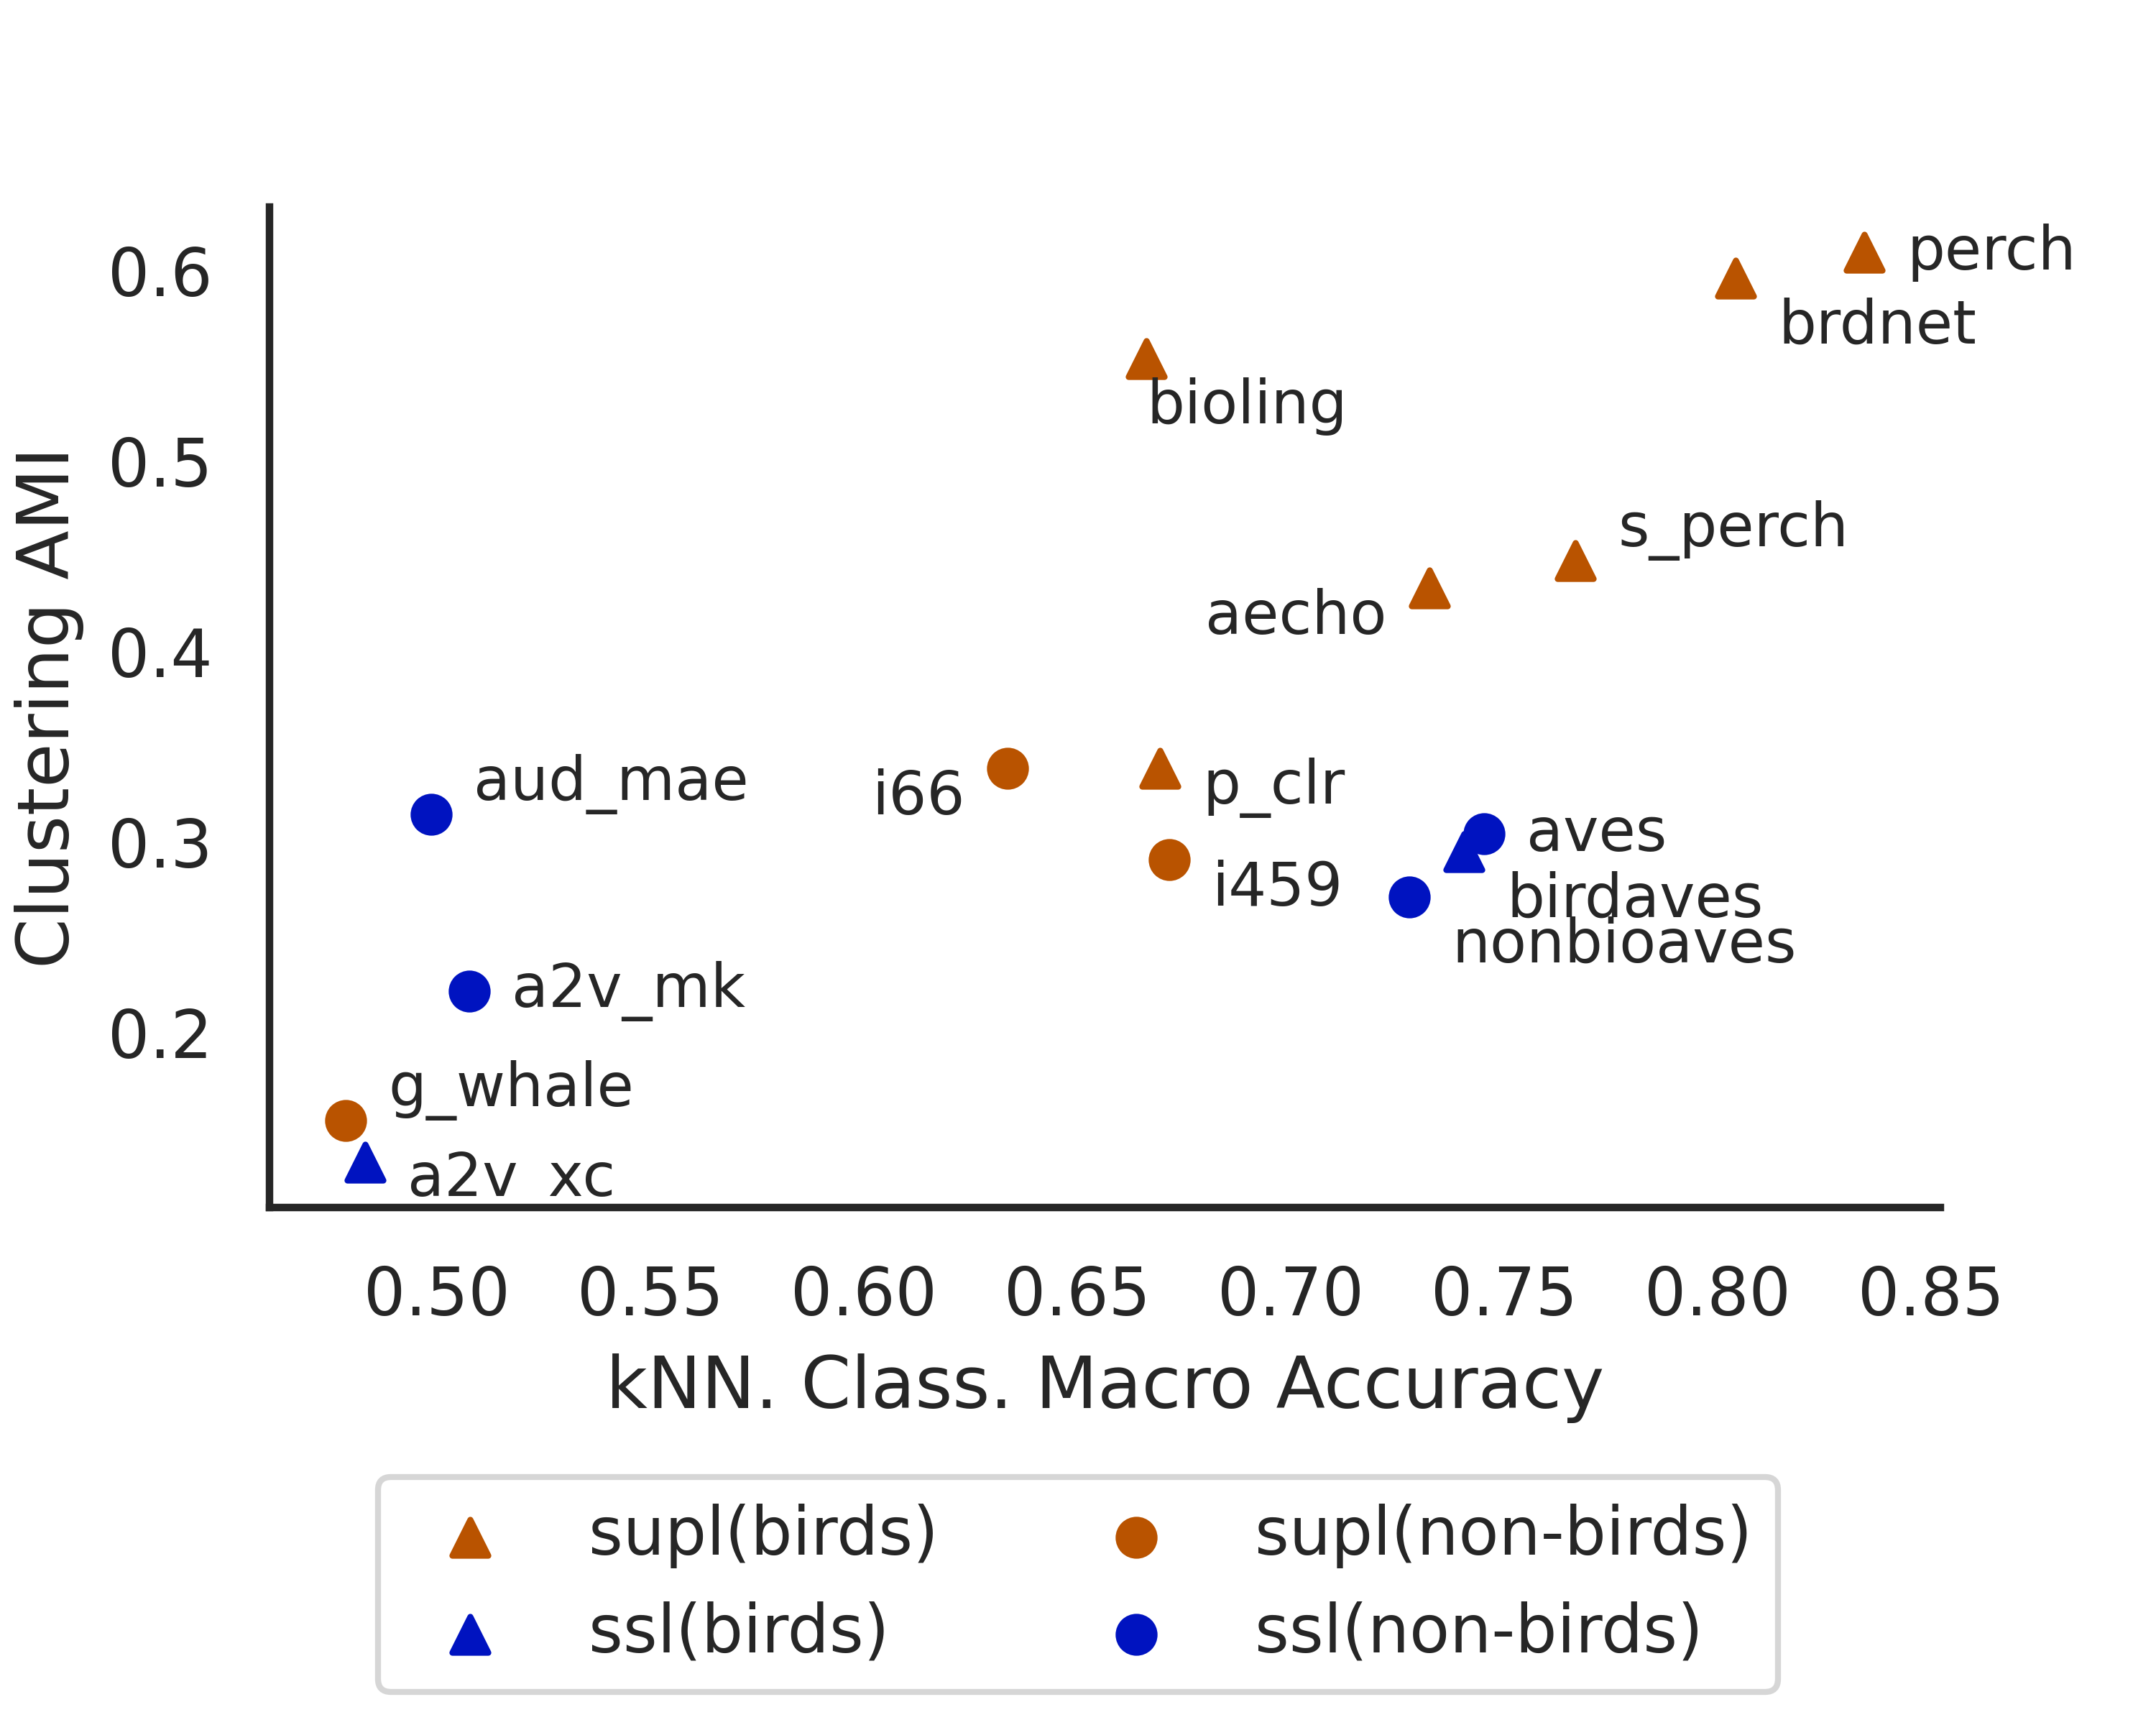 0.6
perch
brdnet
bioling
0.5
s_perch
aecho
0.4
Clustering AMI
aud_mae
i66
p_clr
0.3
aves
i459
birdaves
nonbioaves
a2v_mk
0.2
g_whale
a2v_xc
0.50 0.55 0.60 0.65 0.70 0.75 0.80 0.85
kNN. Class. Macro Accuracy
supl(birds) supl(non-birds)
ssl(birds) ssl(non-birds)